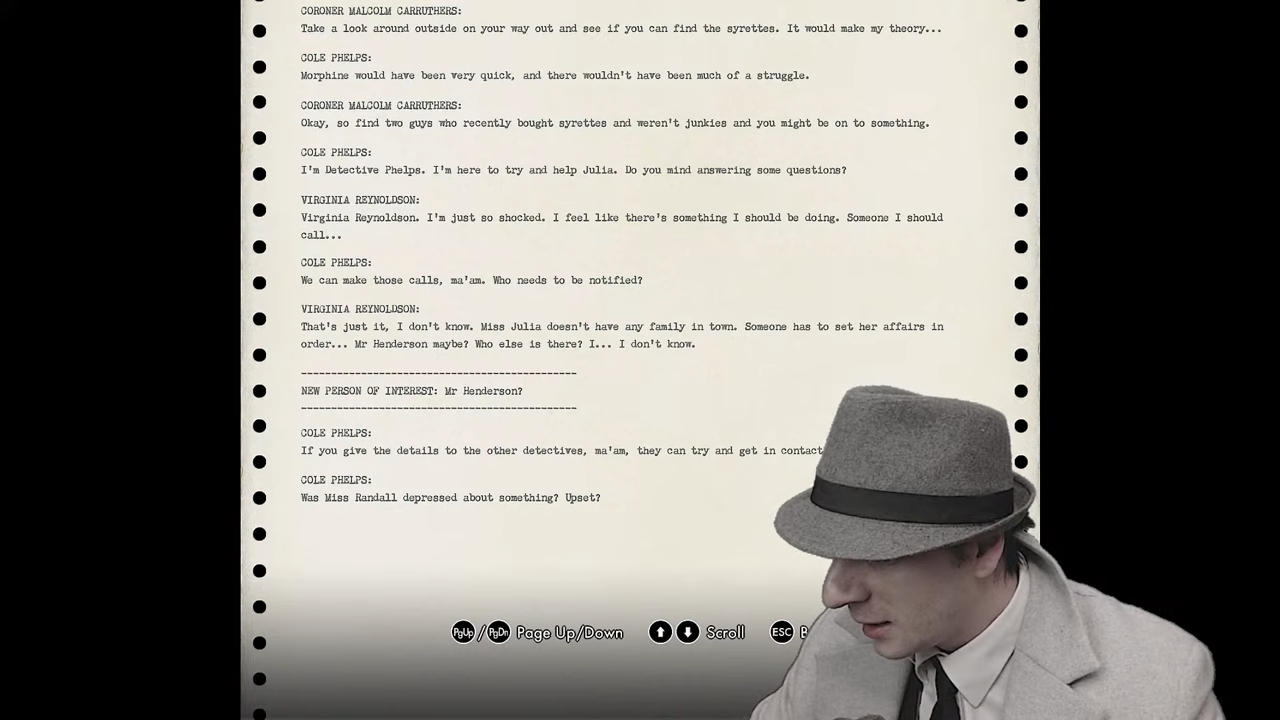 CORONER MALCOLM CARRUTHERS:
Take a look around outside on your way out and see if you can find the syrettes. It would make my theory...
COLE PHELPS:
Morphine would have been very quick, and there wouldn't have been much of a struggle.
CORONER MALCOLM CARRUTHERS:
Okay, so find two guys who recently bought syrettes and weren't junkies and you might be on to something.
COLE PHELPS:
I'm Detective Phelps. I'm here to try and help Julia. Do you mind answering some questions?
VIRGINIA REYNOLDSON:
Virginia Reynoldson. I'm just so shocked. I feel like there's something I should be doing. Someone I should
call...
COLE PHELPS:
We can make those calls, ma'am. Who needs to be notified?
VIRGINIA REYNOLDSON:
That's just it, I don't know. Miss Julia doesn't have any family in town. Someone has to set her affairs in
order... Mr Henderson maybe? Who else is there? I... I don't know.
NEW PERSON OF INTEREST: Mr Henderson?
COLE PHELPS:
If you give the details to the other detectives, ma'am, they can try and get in contact
COLE PHELPS:
Was Miss Randall depressed about something? Upset?
PgUp / PgDn Page Up/Down Scroll ESC